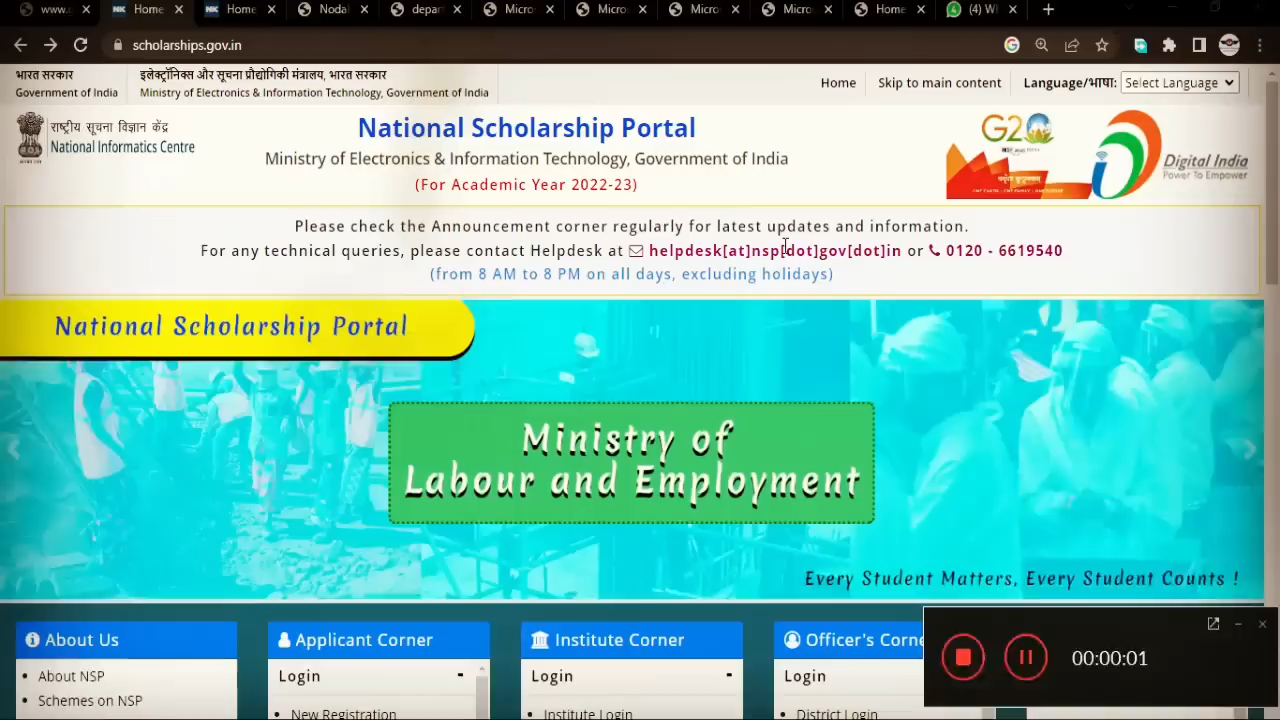 www. c
Home
Home
Nodal
depar
Micro
Micro
Micro
Micro
Home
(4) W
scholarships.gov.in
भारत सरकार
Government of India
इलेक्ट्रॉनिक्स और सूचना प्रौद्योगिकी मंत्रालय, भारत सरकार
Ministry of Electronics & Information Technology, Government of India
Home
Skip to main content
Language/भाषा:
Select Language
राष्ट्रीय सूचना विज्ञान केंद्र
National Informatics Centre
National Scholarship Portal
Ministry of Electronics & Information Technology, Government of India
(For Academic Year 2022-23)
G20
Digital India
Power To Empower
Please check the Announcement corner regularly for latest updates and information.
For any technical queries, please contact Helpdesk at helpdesk[at]nsp[dot]gov[dot]in or 0120 - 6619540
(from 8 AM to 8 PM on all days, excluding holidays)
National Scholarship Portal
Ministry of
Labour and Employment
Every Student Matters, Every Student Counts !
About Us
About NSP
Schemes on NSP
Applicant Corner
Login
New Registration
Institute Corner
Login
Institute Login
Officer's Corne
Login
District Login
00:00:01